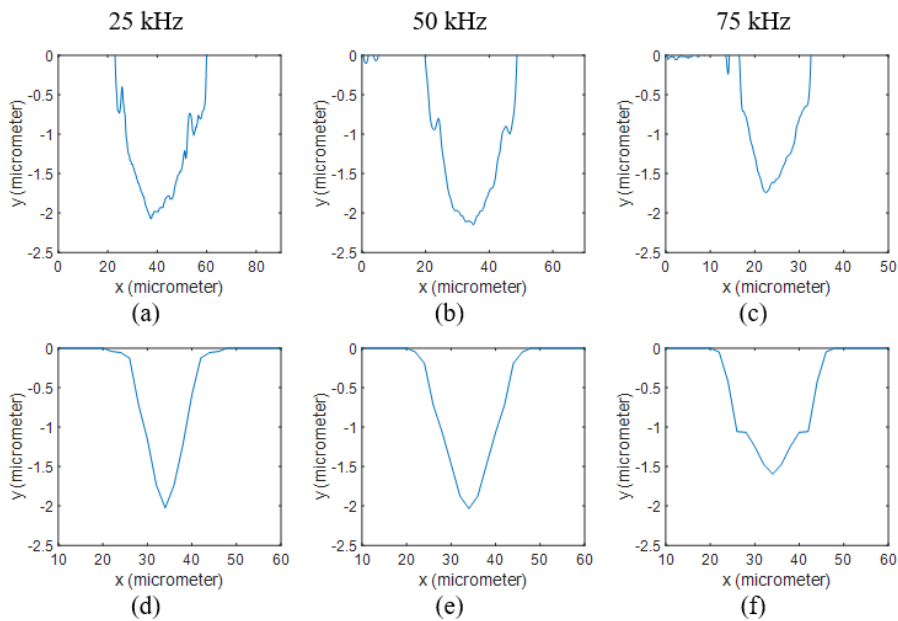 25 kHz
50 kHz
75 kHz
0
-0.5
-1
-1.5
-2
-2.5
y (micrometer)
0 20 40 60 80
x (micrometer)
(a)
0
-0.5
-1
-1.5
-2
-2.5
y (micrometer)
0 20 40 60
x (micrometer)
(b)
0
-0.5
-1
-1.5
-2
-2.5
y (micrometer)
0 10 20 30 40 50
x (micrometer)
(c)
0
-0.5
-1
-1.5
-2
-2.5
y (micrometer)
10 20 30 40 50 60
x (micrometer)
(d)
0
-0.5
-1
-1.5
-2
-2.5
y (micrometer)
10 20 30 40 50 60
x (micrometer)
(e)
0
-0.5
-1
-1.5
-2
-2.5
y (micrometer)
10 20 30 40 50 60
x (micrometer)
(f)